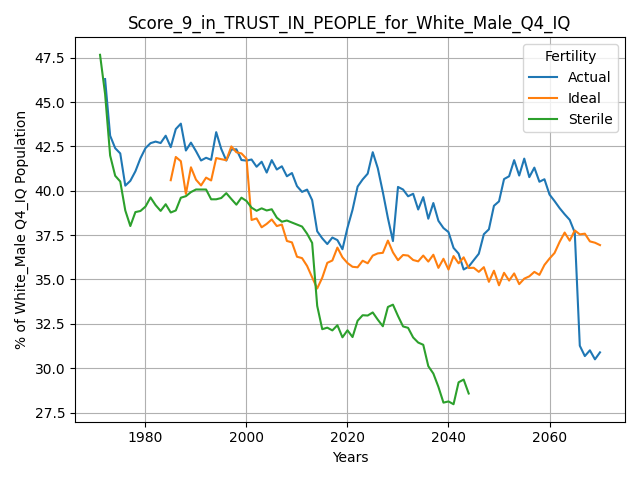 Score_9_in_TRUST_IN_PEOPLE_for_White_Male_Q4_IQ
Fertility
Actual
Ideal
Sterile
% of White_Male Q4_IQ Population
47.5
45.0
42.5
40.0
37.5
35.0
32.5
30.0
27.5
1980
2000
2020
2040
2060
Years